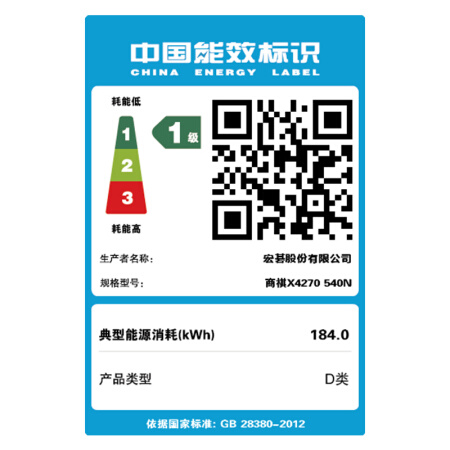 中国能效标识
CHINA ENERGY LABEL
耗能低
1
1级
2
3
耗能高
生产者名称： 宏碁股份有限公司
规格型号： 商祺X4270 540N
典型能源消耗(kWh) 184.0
产品类型 D类
依据国家标准: GB 28380-2012